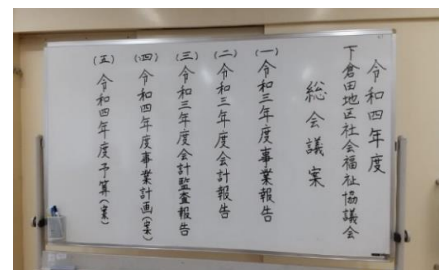 令和四年度
下倉田地区社会福祉協議会
総会議案
(一)令和三年度事業報告
(二)令和三年度会計報告
(三)令和三年度会計監査報告
(四)令和四年度事業計画(案)
(五)令和四年度予算(案)